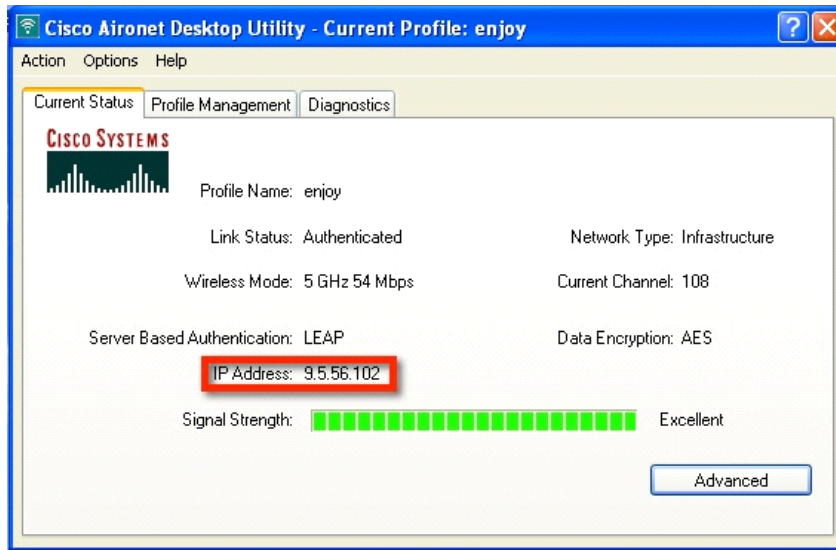 Cisco Aironet Desktop Utility - Current Profile: enjoy
Action Options Help
Current Status Profile Management Diagnostics
CISCO SYSTEMS
Profile Name: enjoy
Link Status: Authenticated Network Type: Infrastructure
Wireless Mode: 5 GHz 54 Mbps Current Channel: 108
Server Based Authentication: LEAP Data Encryption: AES
IP Address: 9.5.56.102
Signal Strength: Excellent
Advanced